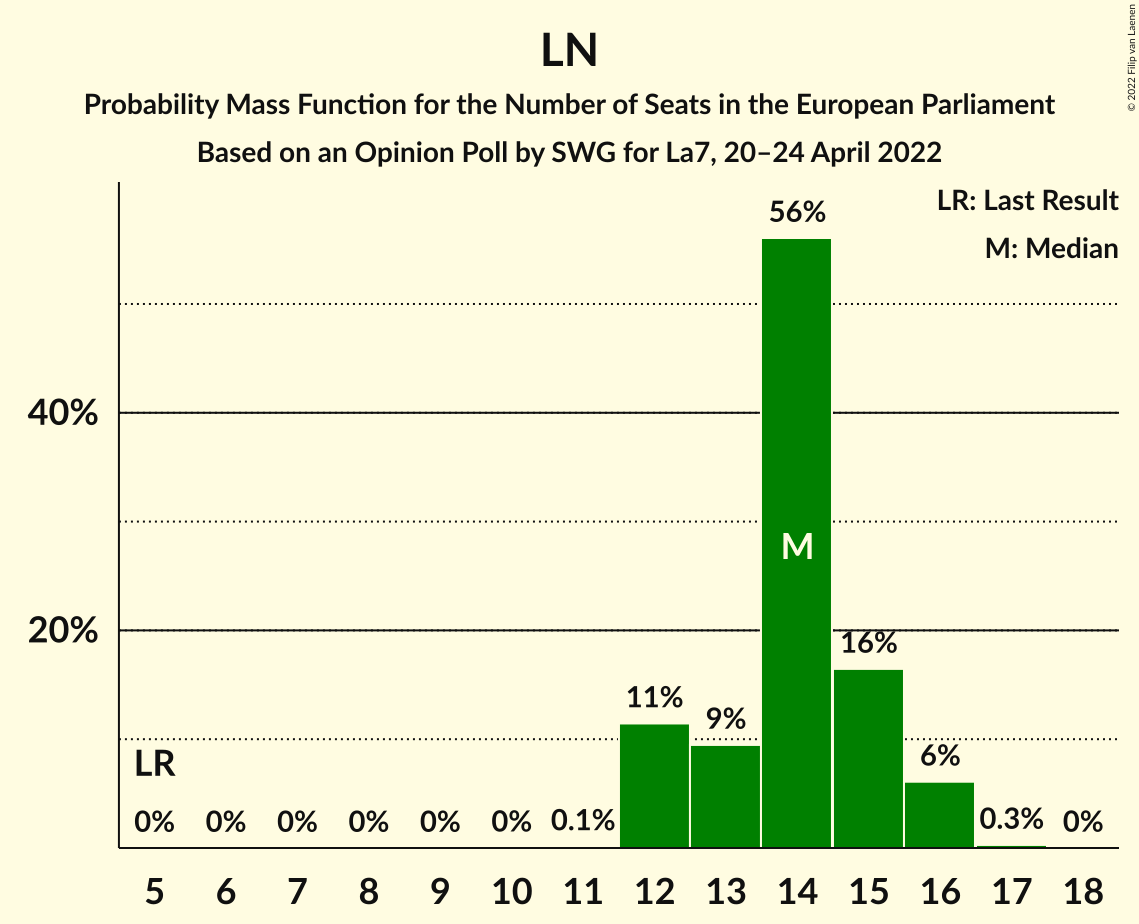 LN
Probability Mass Function for the Number of Seats in the European Parliament
Based on an Opinion Poll by SWG for La7, 20–24 April 2022
© 2022 Filip van Laenen
LR: Last Result
M: Median
56%
40%
M
20%
16%
11%
9%
6%
LR
0% 0% 0% 0% 0% 0% 0.1% 0.3% 0%
5 6 7 8 9 10 11 12 13 14 15 16 17 18